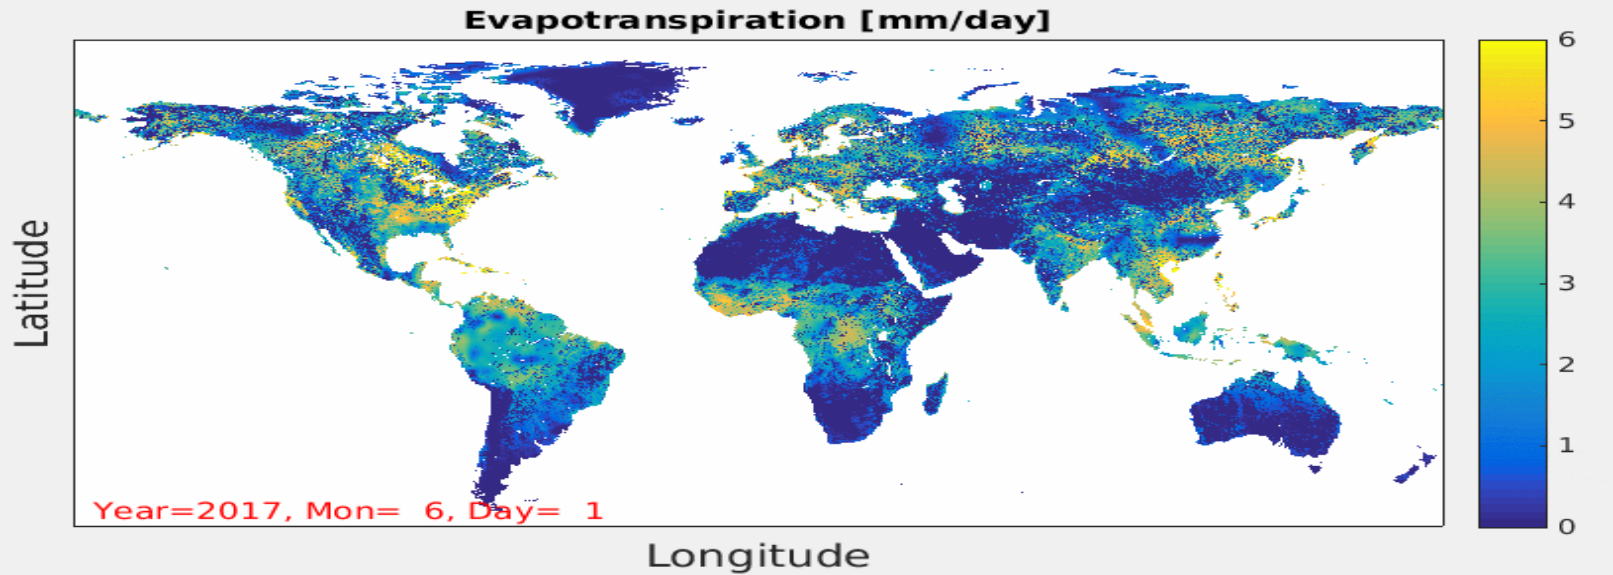 Evapotranspiration [mm/day]
6
5
4
3
2
1
0
Latitude
Year=2017, Mon=  6, Day=  1
Longitude